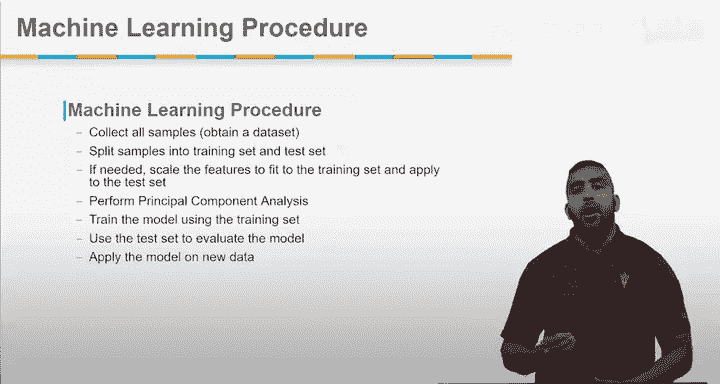 Machine Learning Procedure
Machine Learning Procedure
– Collect all samples (obtain a dataset)
– Split samples into training set and test set
– If needed, scale the features to fit to the training set and apply
to the test set
– Perform Principal Component Analysis
– Train the model using the training set
– Use the test set to evaluate the model
– Apply the model on new data